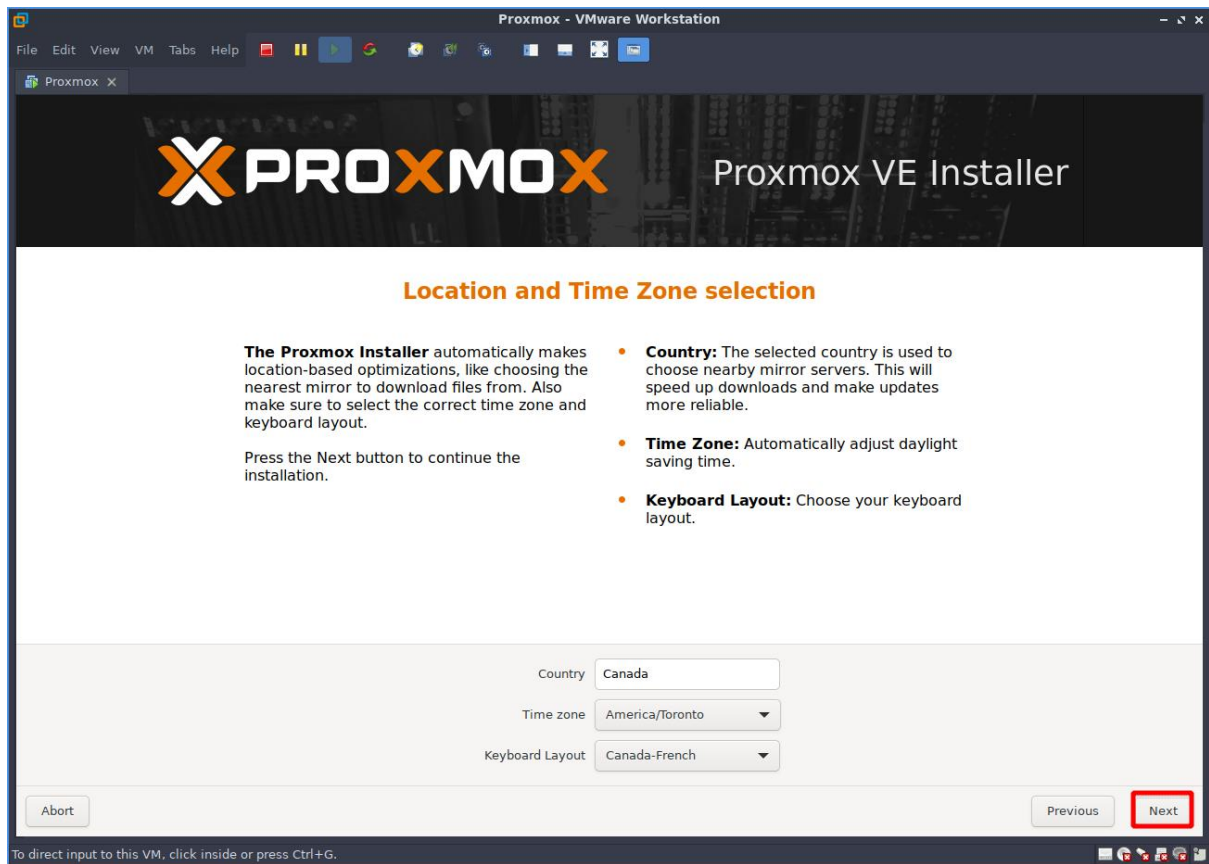 Proxmox - VMware Workstation
File Edit View VM Tabs Help
Proxmox
PROXMOX
Proxmox VE Installer
Location and Time Zone selection
The Proxmox Installer automatically makes
location-based optimizations, like choosing the
nearest mirror to download files from. Also
make sure to select the correct time zone and
keyboard layout.
Press the Next button to continue the
installation.
• Country: The selected country is used to
choose nearby mirror servers. This will
speed up downloads and make updates
more reliable.
• Time Zone: Automatically adjust daylight
saving time.
• Keyboard Layout: Choose your keyboard
layout.
Country Canada
Time zone America/Toronto
Keyboard Layout Canada-French
Abort Previous Next
To direct input to this VM, click inside or press Ctrl+G.